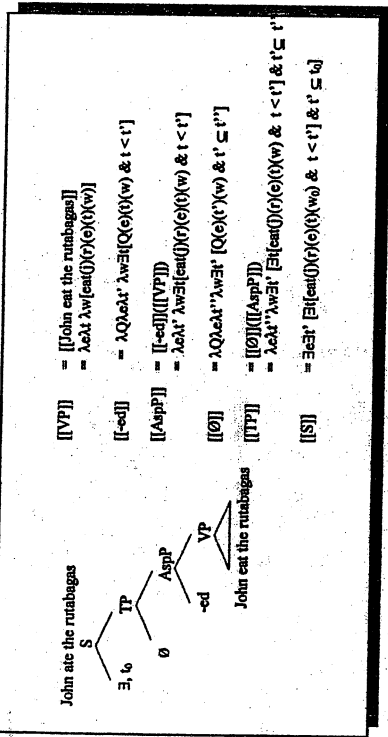 John ate the rutabagas
S
∃, t₀
TP
Ø
AspP
-ed
VP
John eat the rutabagas
[[VP]] = [[John eat the rutabagas]]
= λeλt λw[eat(j)(r)(e)(t)(w)]
[[-ed]] = λQλeλt' λw∃t[Q(e)(t)(w) & t < t']
[[AspP]] = [[-ed]]([[VP]])
= λeλt' λw∃t[eat(j)(r)(e)(t)(w) & t < t']
[[Ø]] = λQλeλt''λw∃t' [Q(e)(t')(w) & t' ⊆ t'']
[[TP]] = [[Ø]]([[AspP]])
= λeλt''λw∃t' [∃t[eat(j)(r)(e)(t)(w) & t < t'] & t' ⊆ t''
[[S]] = ∃e∃t' [∃t[eat(j)(r)(e)(t)(w₀) & t < t'] & t' ⊆ t₀]